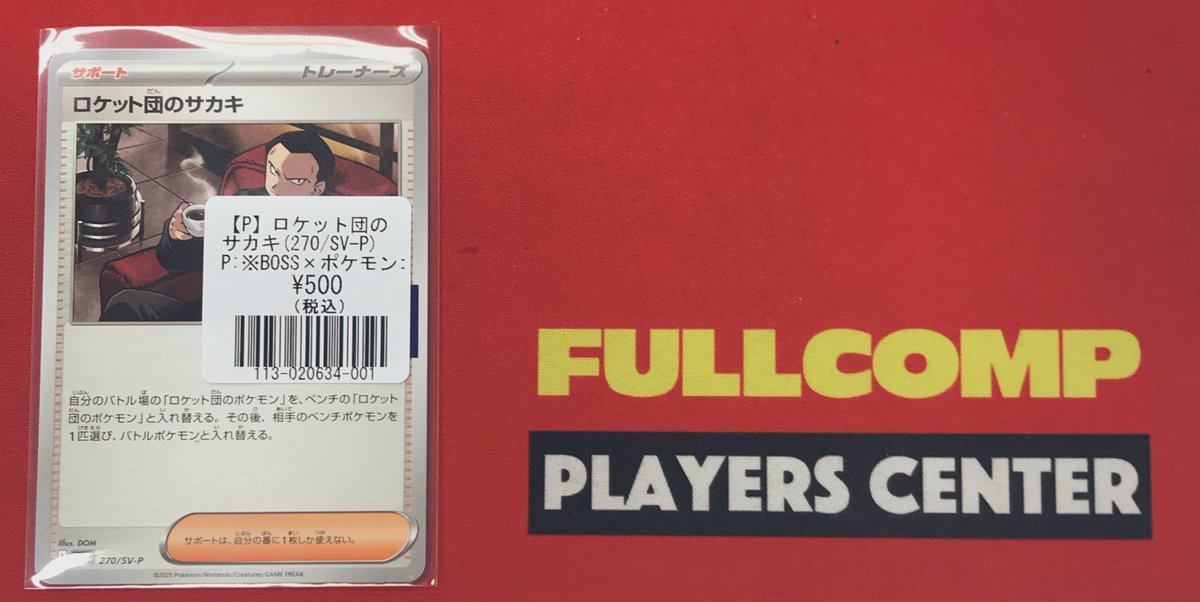 サポート
トレーナーズ
ロケット団のサカキ
【P】ロケット団の
サカキ(270/SV-P)
P:※BOSS×ポケモンコ
¥500
(税込)
113-020634-001
自分のバトル場の「ロケット団のポケモン」を、ベンチの「ロケット
団のポケモン」と入れ替える。その後、相手のベンチポケモンを
1匹選び、バトルポケモンと入れ替える。
サポートは、自分の番に1枚しか使えない。
Illus. DOM
270/SV-P
©2025 Pokémon/Nintendo/Creatures/GAME FREAK.
FULLCOMP
PLAYERS CENTER